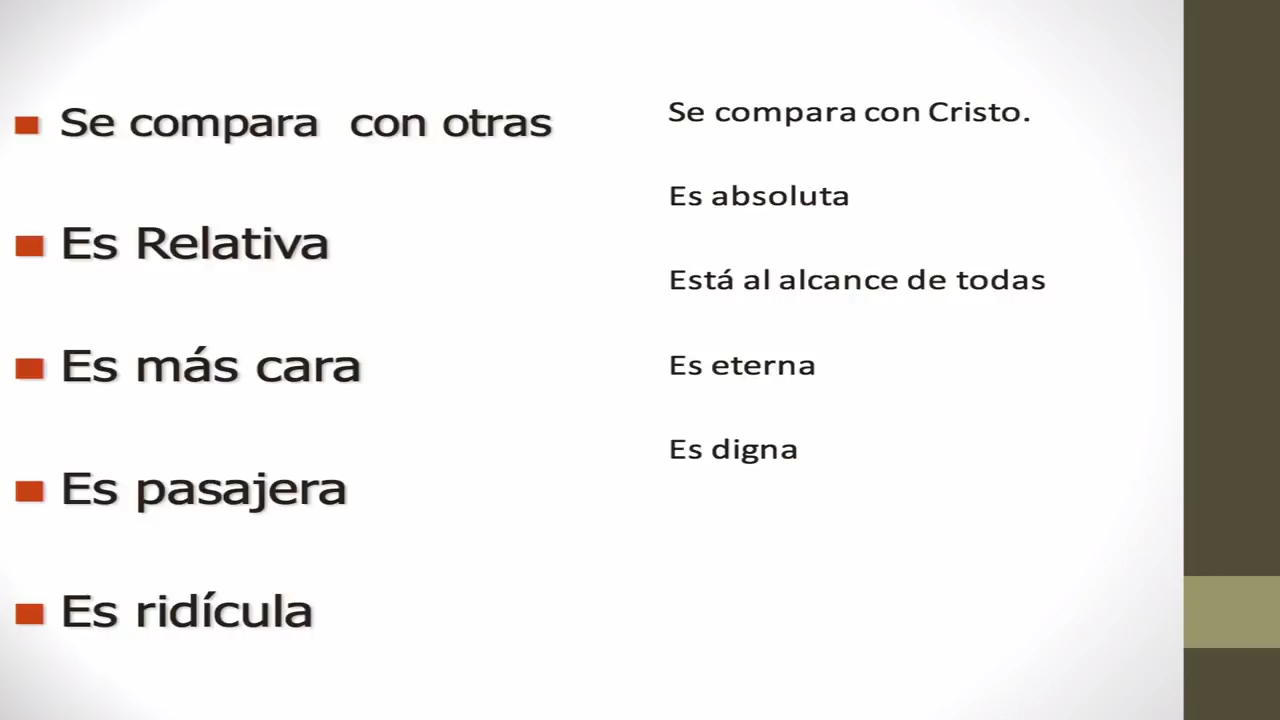 Se compara con otras
Es Relativa
Es más cara
Es pasajera
Es ridícula
Se compara con Cristo.
Es absoluta
Está al alcance de todas
Es eterna
Es digna